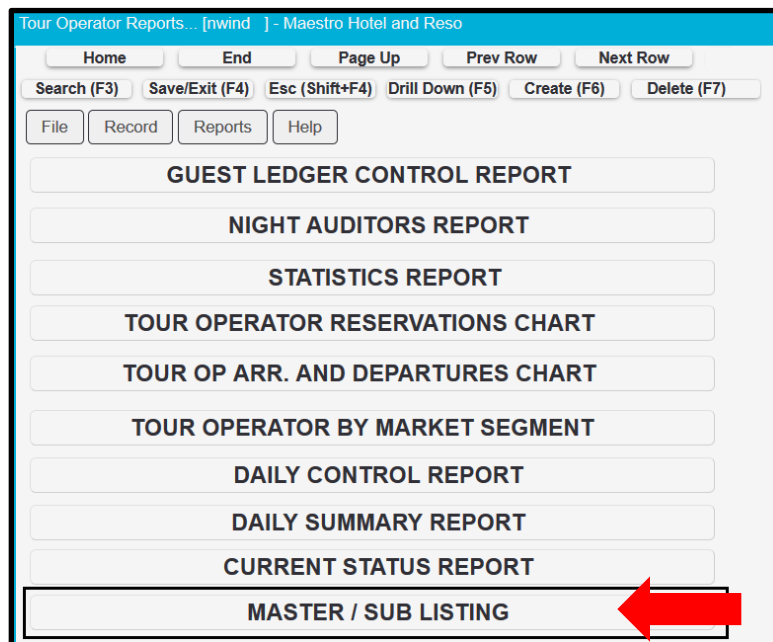 Tour Operator Reports... [nwind   ] - Maestro Hotel and Reso
Home End Page Up Prev Row Next Row
Search (F3) Save/Exit (F4) Esc (Shift+F4) Drill Down (F5) Create (F6) Delete (F7)
File Record Reports Help
GUEST LEDGER CONTROL REPORT
NIGHT AUDITORS REPORT
STATISTICS REPORT
TOUR OPERATOR RESERVATIONS CHART
TOUR OP ARR. AND DEPARTURES CHART
TOUR OPERATOR BY MARKET SEGMENT
DAILY CONTROL REPORT
DAILY SUMMARY REPORT
CURRENT STATUS REPORT
MASTER / SUB LISTING